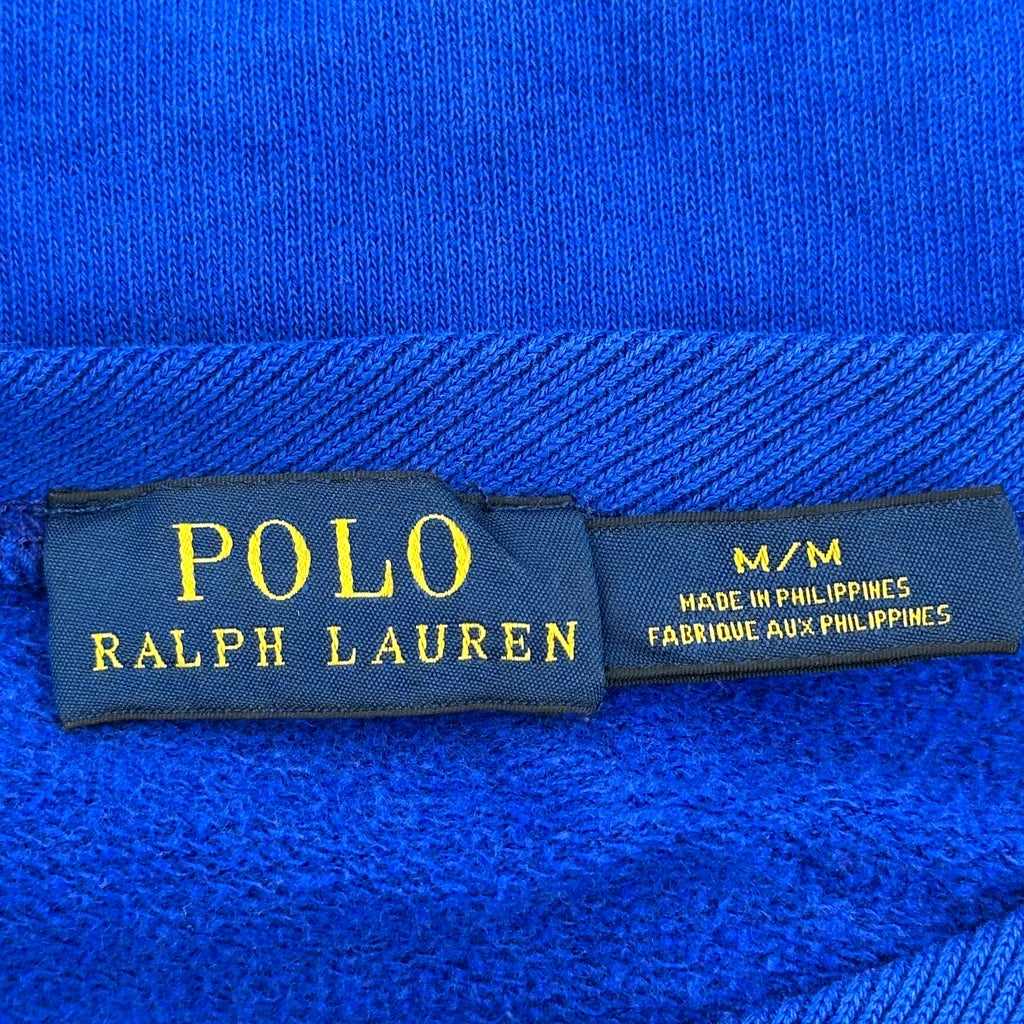 POLO
RALPH LAUREN
M/M
MADE IN PHILIPPINES
FABRIQUE AUX PHILIPPINES